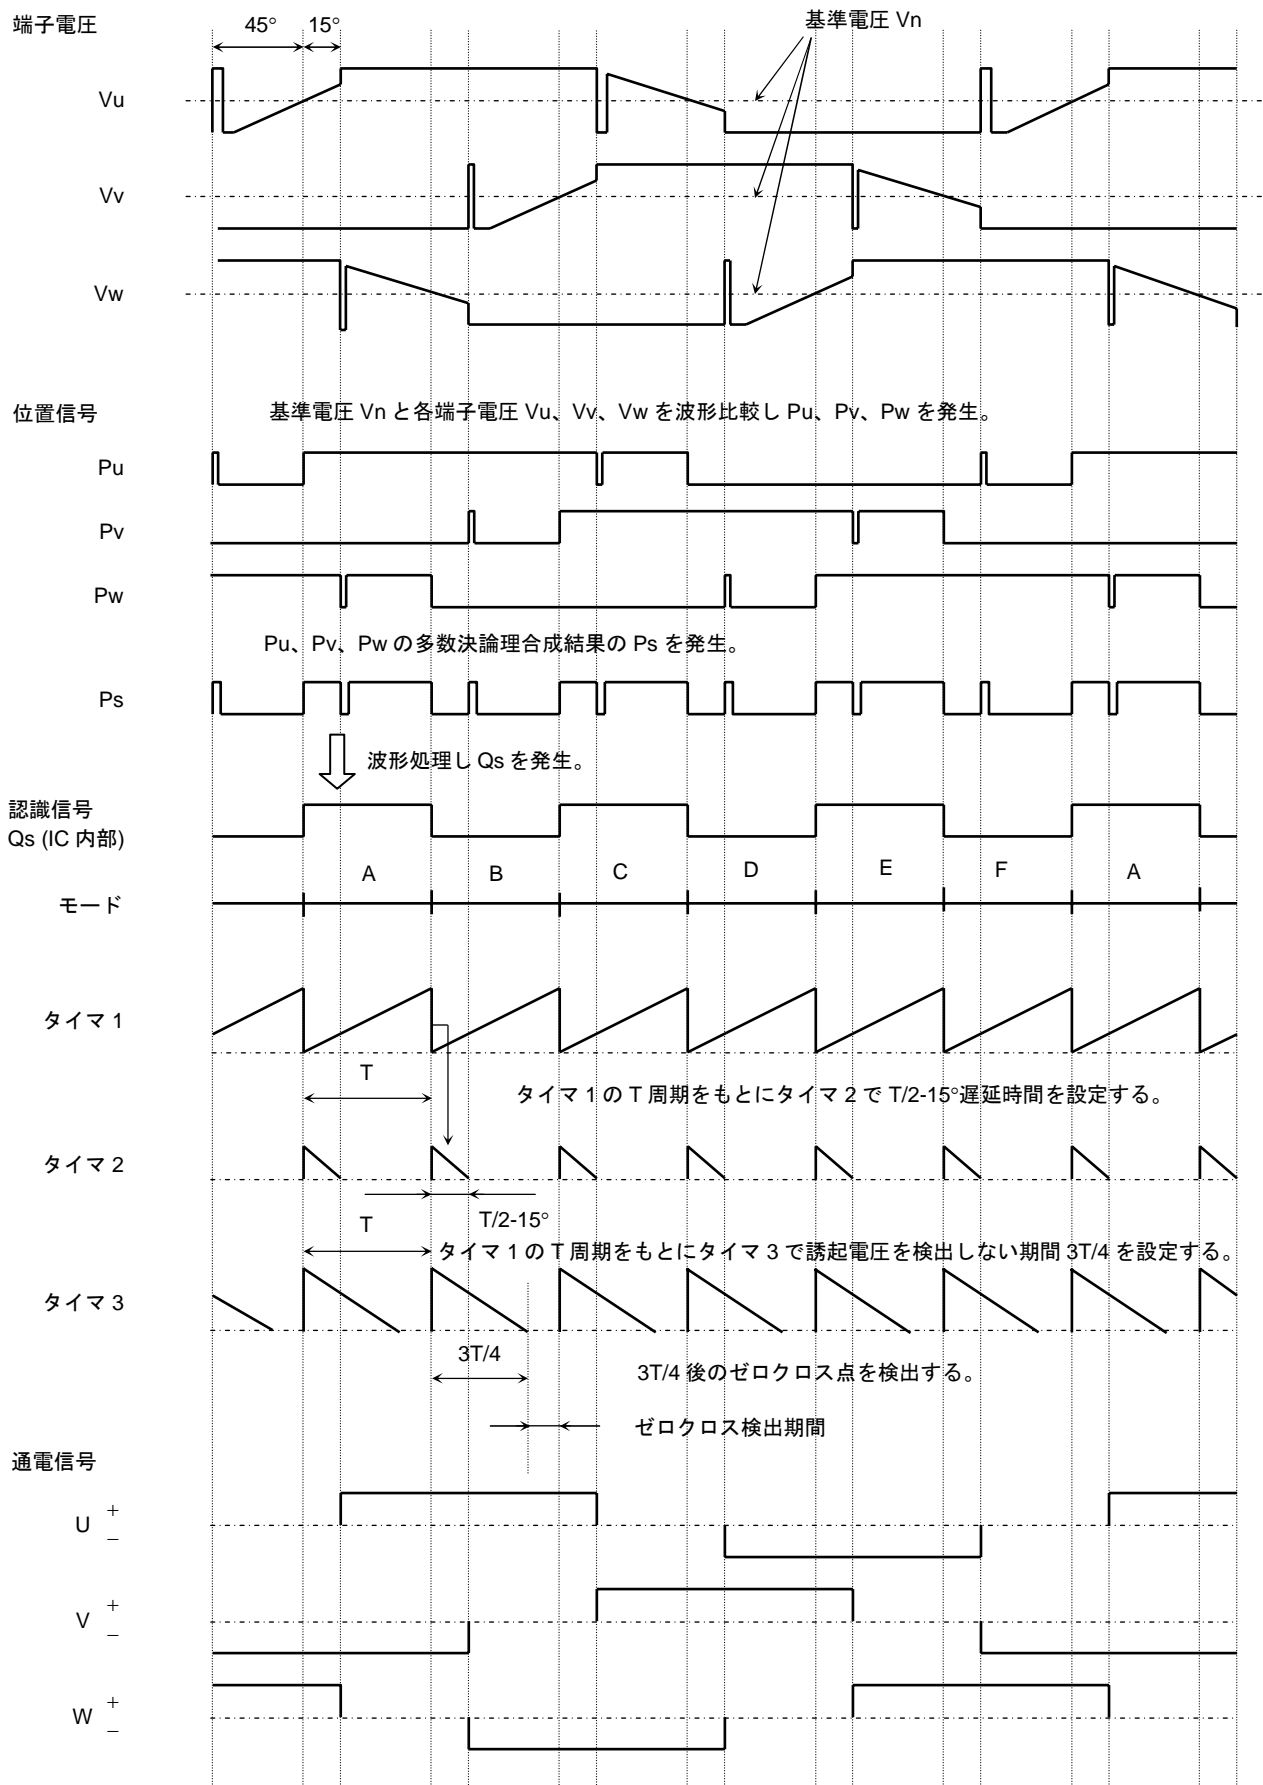 端子電圧
45° 15°
基準電圧 Vn
Vu
Vv
Vw
位置信号
基準電圧 Vn と各端子電圧 Vu、Vv、Vw を波形比較し Pu、Pv、Pw を発生。
Pu
Pv
Pw
Pu、Pv、Pw の多数決論理合成結果の Ps を発生。
Ps
波形処理し Qs を発生。
認識信号
Qs (IC 内部)
A B C D E F A
モード
タイマ 1
T
タイマ 1 の T 周期をもとにタイマ 2 で T/2-15°遅延時間を設定する。
タイマ 2
T/2-15°
T
タイマ 1 の T 周期をもとにタイマ 3 で誘起電圧を検出しない期間 3T/4 を設定する。
タイマ 3
3T/4
3T/4 後のゼロクロス点を検出する。
ゼロクロス検出期間
通電信号
U + −
V + −
W + −